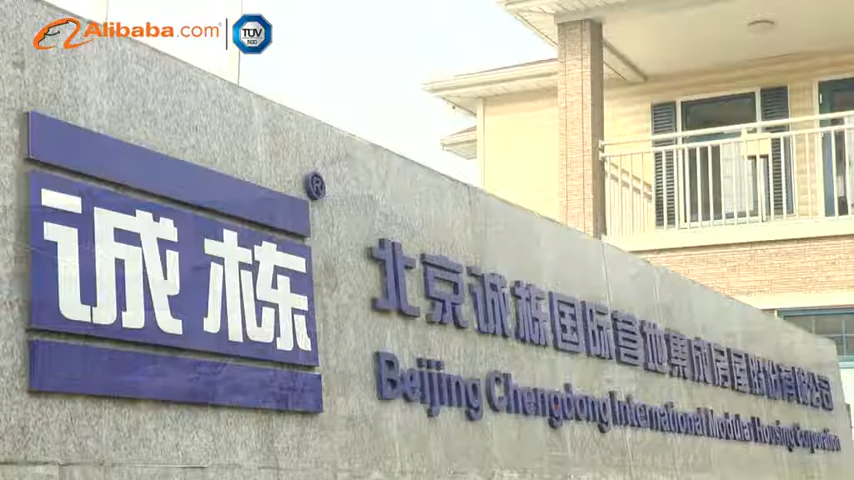 Alibaba.com
TÜV
SÜD
诚栋
®
北京诚栋国际营地集成房屋股份有限公司
Beijing Chengdong International Modular Housing Corporation